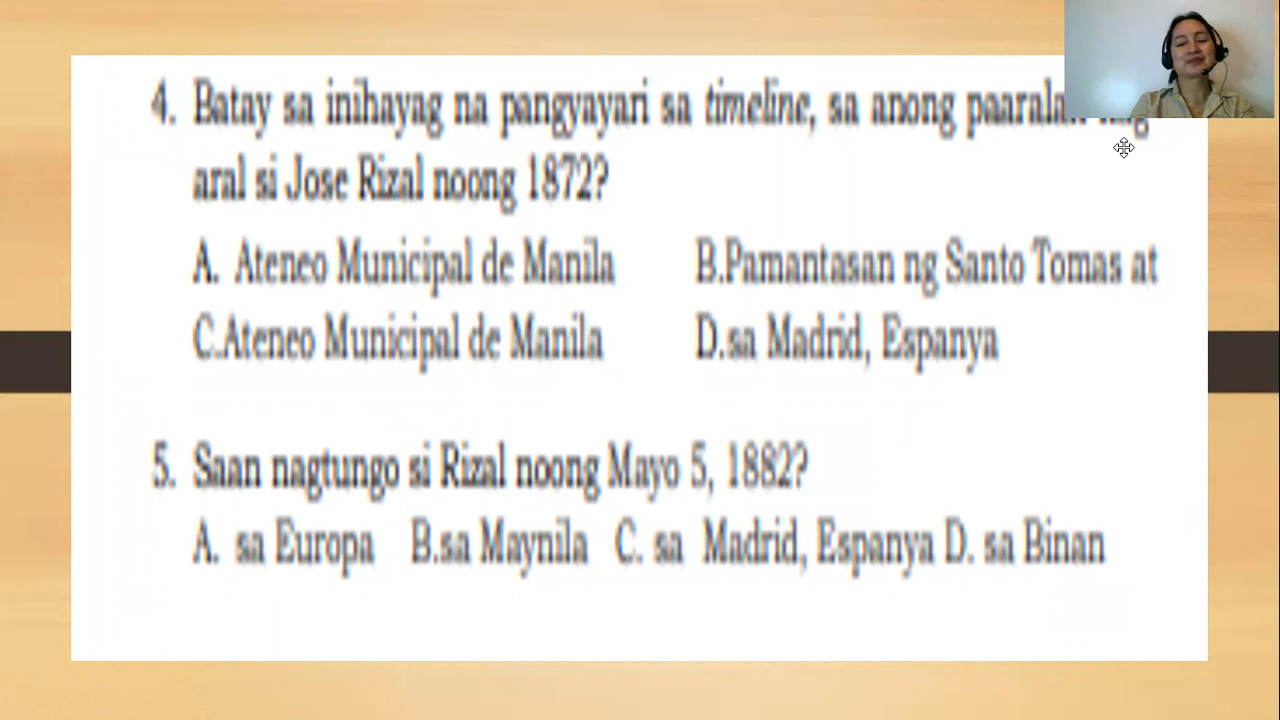 4. Batay sa inihayag na pangyayari sa timeline, sa anong
aral si Jose Rizal noong 1872?
A. Ateneo Municipal de Manila B.Pamantasan ng Santo Tomas at
C.Ateneo Municipal de Manila D.sa Madrid, Espanya
5. Saan nagtungo si Rizal noong Mayo 5, 1882?
A. sa Europa B.sa Maynila C. sa Madrid, Espanya D. sa Binan